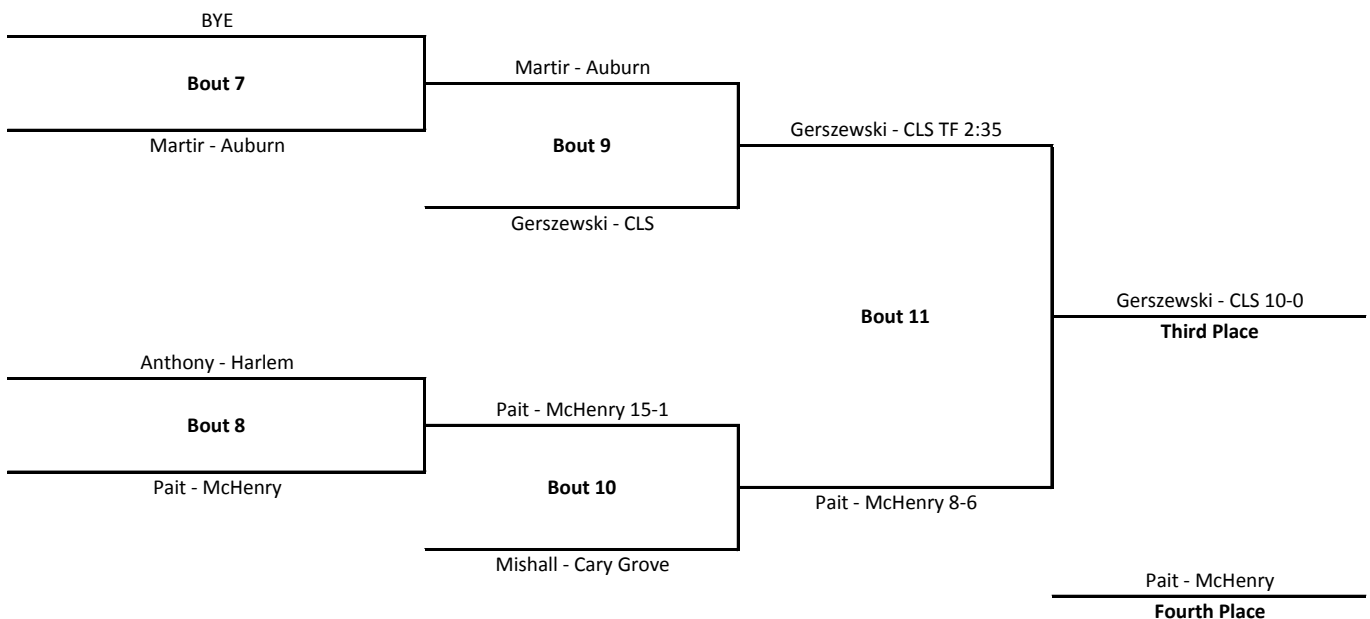 BYE
Bout 7
Martir - Auburn
Martir - Auburn
Bout 9
Gerszewski - CLS
Gerszewski - CLS TF 2:35
Bout 11
Gerszewski - CLS 10-0
Third Place
Anthony - Harlem
Bout 8
Pait - McHenry
Pait - McHenry 15-1
Bout 10
Mishall - Cary Grove
Pait - McHenry 8-6
Pait - McHenry
Fourth Place